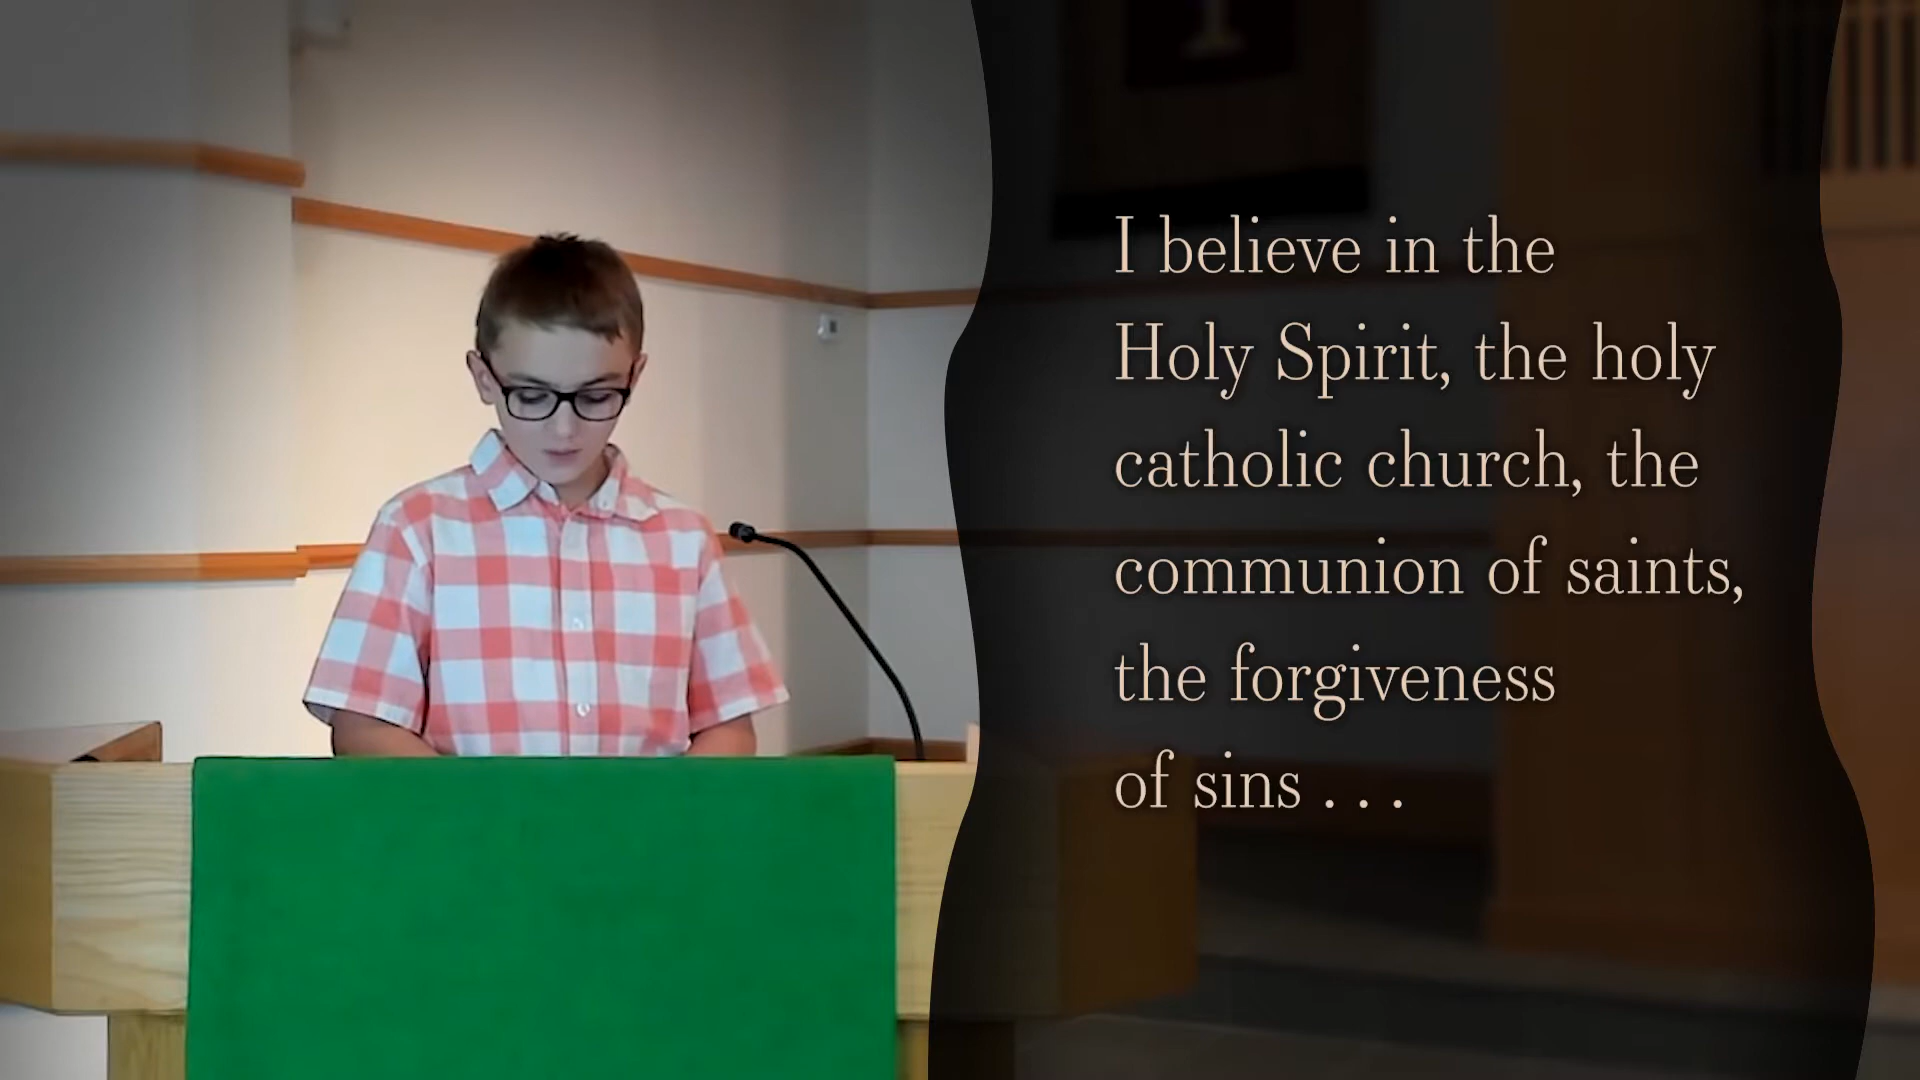 I believe in the
Holy Spirit, the holy
catholic church, the
communion of saints,
the forgiveness
of sins . . .